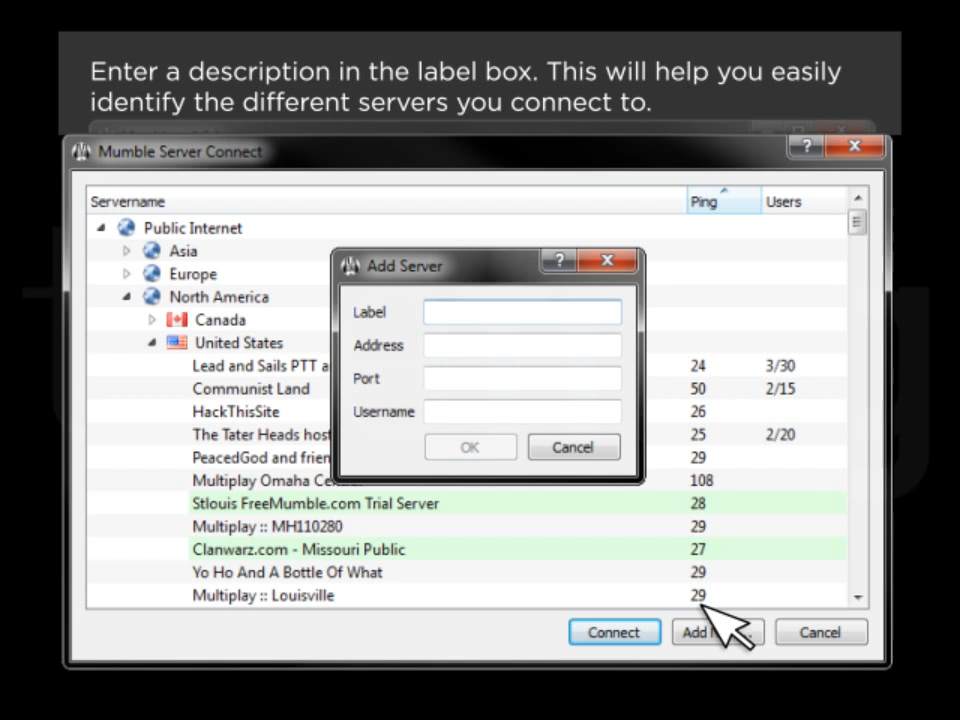 Enter a description in the label box. This will help you easily
identify the different servers you connect to.
Mumble Server Connect
Servername Ping Users
Public Internet
Asia
Europe
North America
Canada
United States
Lead and Sails PTT 24 3/30
Communist Land 50 2/15
HackThisSite 26
The Tater Heads 25 2/20
PeacedGod and 29
Multiplay Omaha 108
Stlouis FreeMumble.com Trial Server 28
Multiplay :: MH110280 29
Clanwarz.com - Missouri Public 27
Yo Ho And A Bottle Of What 29
Multiplay :: Louisville 29
Add Server
Label
Address
Port
Username
OK Cancel
Connect Add Cancel